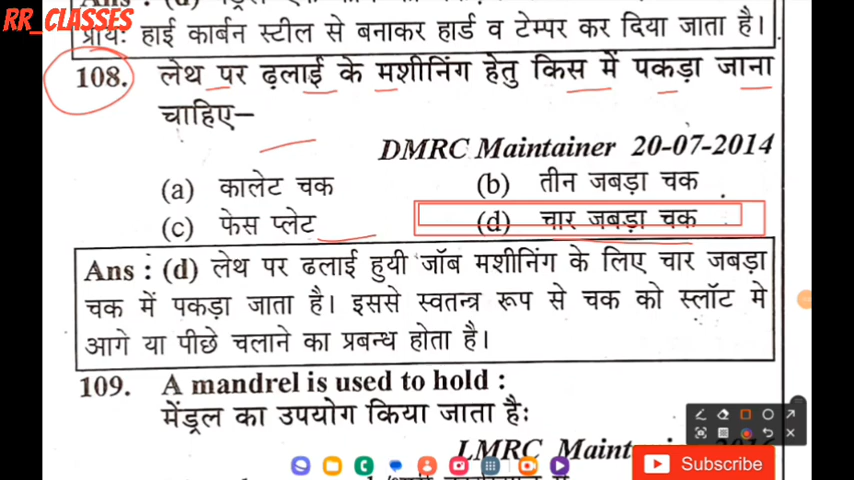 RR_CLASSES
प्रायः हाई कार्बन स्टील से बनाकर हार्ड व टेम्पर कर दिया जाता है।
108. लेथ पर ढ़लाई के मशीनिंग हेतु किस में पकड़ा जाना
चाहिए–
DMRC Maintainer 20-07-2014
(a) कालेट चक
(b) तीन जबड़ा चक
(c) फेस प्लेट
(d) चार जबड़ा चक
Ans : (d) लेथ पर ढलाई हुयी जॉब मशीनिंग के लिए चार जबड़ा
चक में पकड़ा जाता है। इससे स्वतन्त्र रूप से चक को स्लॉट मे
आगे या पीछे चलाने का प्रबन्ध होता है।
109. A mandrel is used to hold :
मेंड्रल का उपयोग किया जाता हैः
LMRC
Subscribe